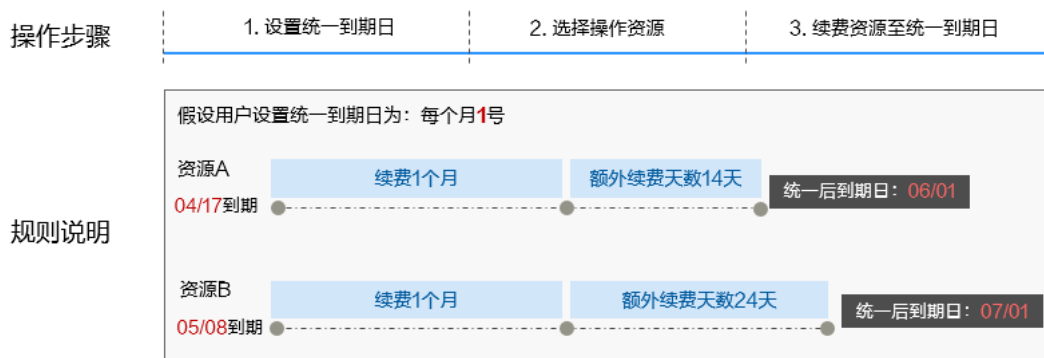 操作步骤
1. 设置统一到期日
2. 选择操作资源
3. 续费资源至统一到期日
规则说明
假设用户设置统一到期日为：每个月1号
资源A
04/17到期
续费1个月
额外续费天数14天
统一后到期日：06/01
资源B
05/08到期
续费1个月
额外续费天数24天
统一后到期日：07/01